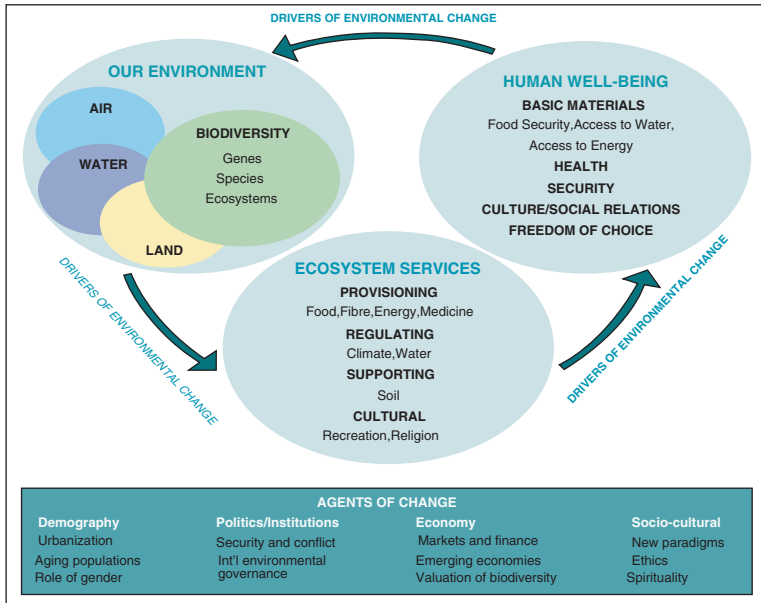 DRIVERS OF ENVIRONMENTAL CHANGE
OUR ENVIRONMENT
AIR
WATER
LAND
BIODIVERSITY
Genes
Species
Ecosystems
HUMAN WELL-BEING
BASIC MATERIALS
Food Security,Access to Water,
Access to Energy
HEALTH
SECURITY
CULTURE/SOCIAL RELATIONS
FREEDOM OF CHOICE
DRIVERS OF ENVIRONMENTAL CHANGE
ECOSYSTEM SERVICES
PROVISIONING
Food,Fibre,Energy,Medicine
REGULATING
Climate,Water
SUPPORTING
Soil
CULTURAL
Recreation,Religion
DRIVERS OF ENVIRONMENTAL CHANGE
AGENTS OF CHANGE
Demography
Urbanization
Aging populations
Role of gender
Politics/Institutions
Security and conflict
Int'l environmental
governance
Economy
Markets and finance
Emerging economies
Valuation of biodiversity
Socio-cultural
New paradigms
Ethics
Spirituality